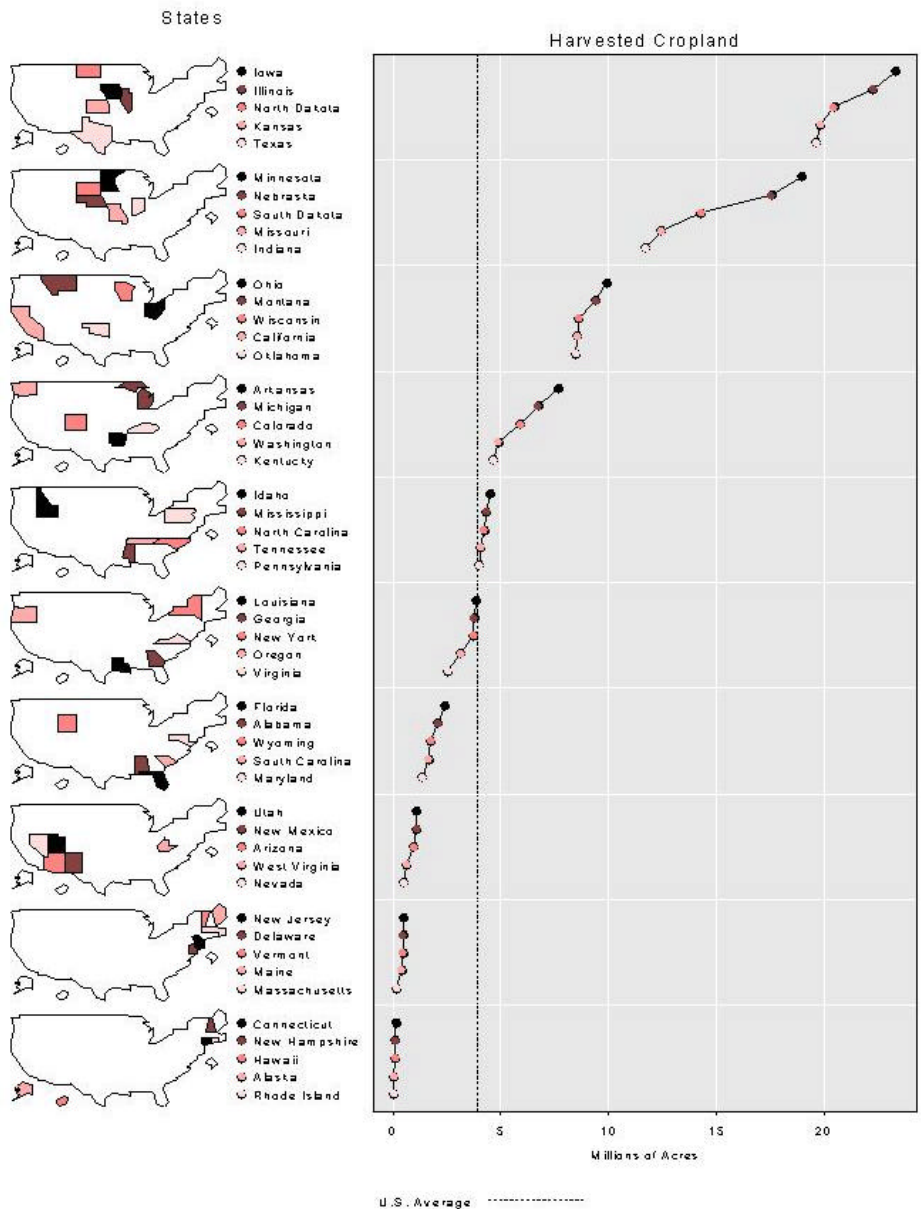 States
Harvested Cropland
Iowa
Illinois
North Dakota
Kansas
Texas
Minnesota
Nebraska
South Dakota
Missouri
Indiana
Ohio
Montana
Wisconsin
California
Oklahoma
Arkansas
Michigan
Colorado
Washington
Kentucky
Idaho
Mississippi
North Carolina
Tennessee
Pennsylvania
Louisiana
Georgia
New York
Oregon
Virginia
Florida
Alabama
Wyoming
South Carolina
Maryland
Utah
New Mexico
Arizona
West Virginia
Nevada
New Jersey
Delaware
Vermont
Maine
Massachusetts
Connecticut
New Hampshire
Hawaii
Alaska
Rhode Island
0 5 10 15 20
Millions of Acres
U.S. Average